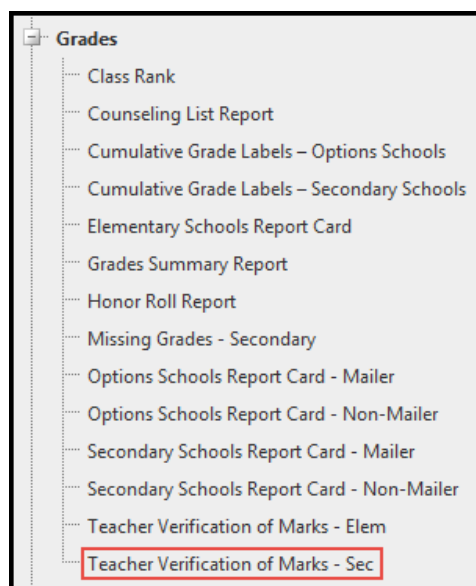 Grades
Class Rank
Counseling List Report
Cumulative Grade Labels – Options Schools
Cumulative Grade Labels – Secondary Schools
Elementary Schools Report Card
Grades Summary Report
Honor Roll Report
Missing Grades - Secondary
Options Schools Report Card - Mailer
Options Schools Report Card - Non-Mailer
Secondary Schools Report Card - Mailer
Secondary Schools Report Card - Non-Mailer
Teacher Verification of Marks - Elem
Teacher Verification of Marks - Sec